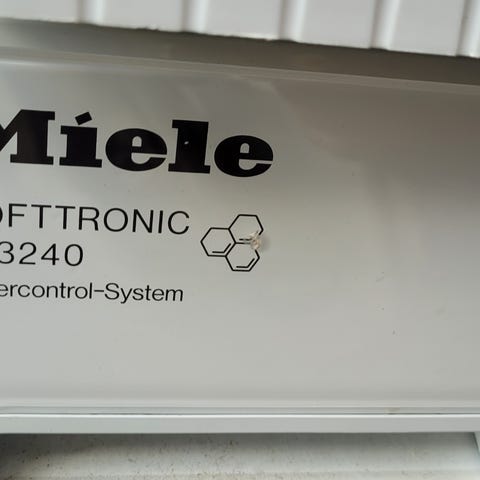 Miele
OFTTRONIC
3240
ercontrol-System